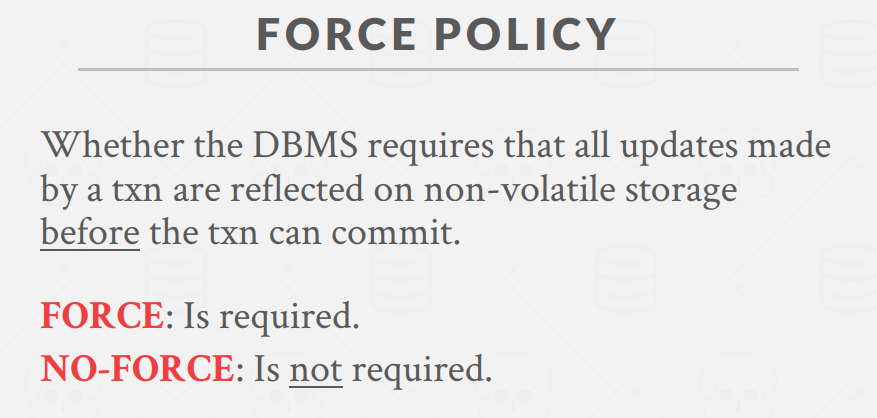 FORCE POLICY
Whether the DBMS requires that all updates made
by a txn are reflected on non-volatile storage
before the txn can commit.
FORCE: Is required.
NO-FORCE: Is not required.